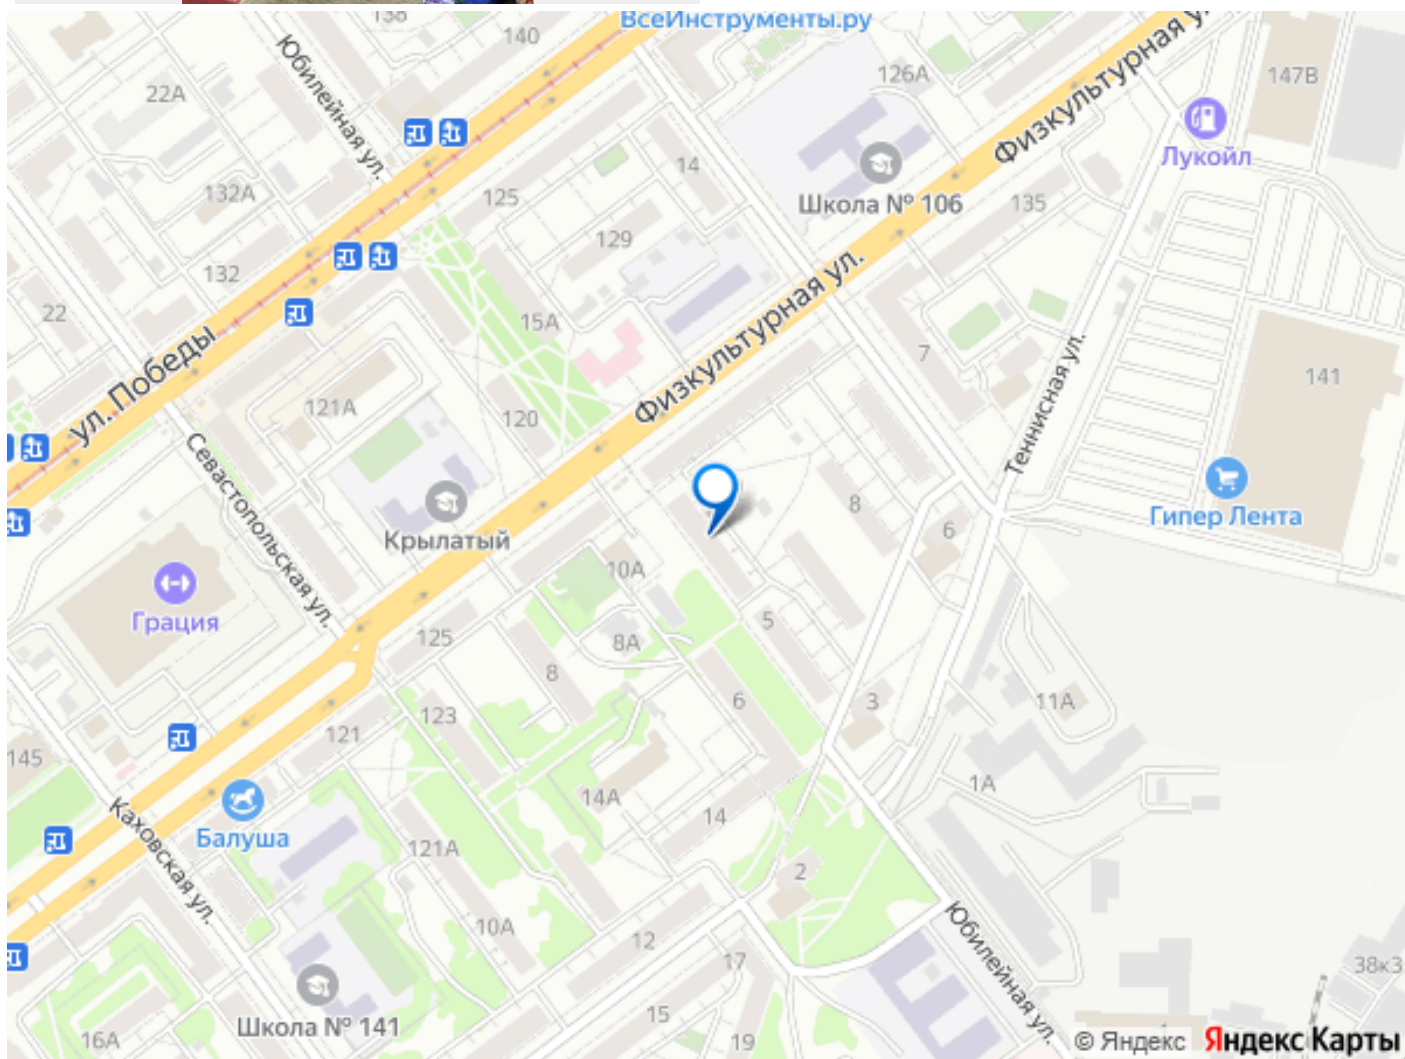 138
ВсеИнструменты.ру
140
Физкультурная ул.
126А
147В
Юбилейная ул.
22А
Лукойл
14
132А
125
Школа № 106
135
129
132
Физкультурная ул.
22
15А
ул. Победы
7
Теннисная ул.
141
121А
120
Севастопольская ул.
8
Гипер Лента
Крылатый
6
10А
Грация
5
125
8А
8
6
3
11А
123
121
145
1А
14А
14
Каховская ул.
Балуша
121А
2
10А
12
Юбилейная ул.
17
38к3
15
Школа № 141
16А
19
© Яндекс Яндекс Карты